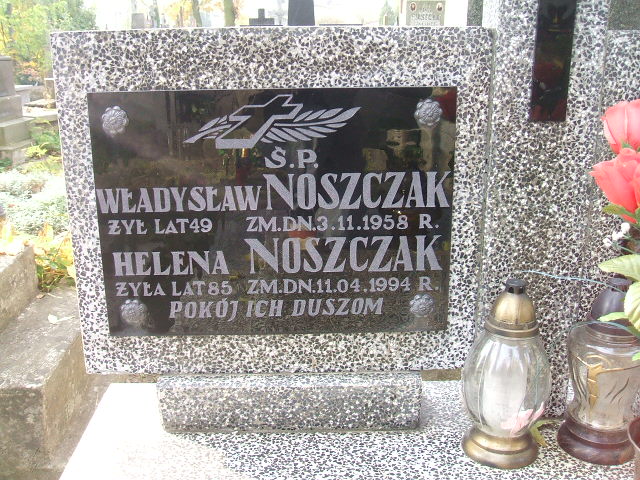 Ś.P.
WŁADYSŁAW NOSZCZAK
ŻYŁ LAT 49 ZM.DN.3.11.1958 R.
HELENA NOSZCZAK
ŻYŁA LAT 85 ZM.DN.11.04.1994 R.
POKÓJ ICH DUSZOM